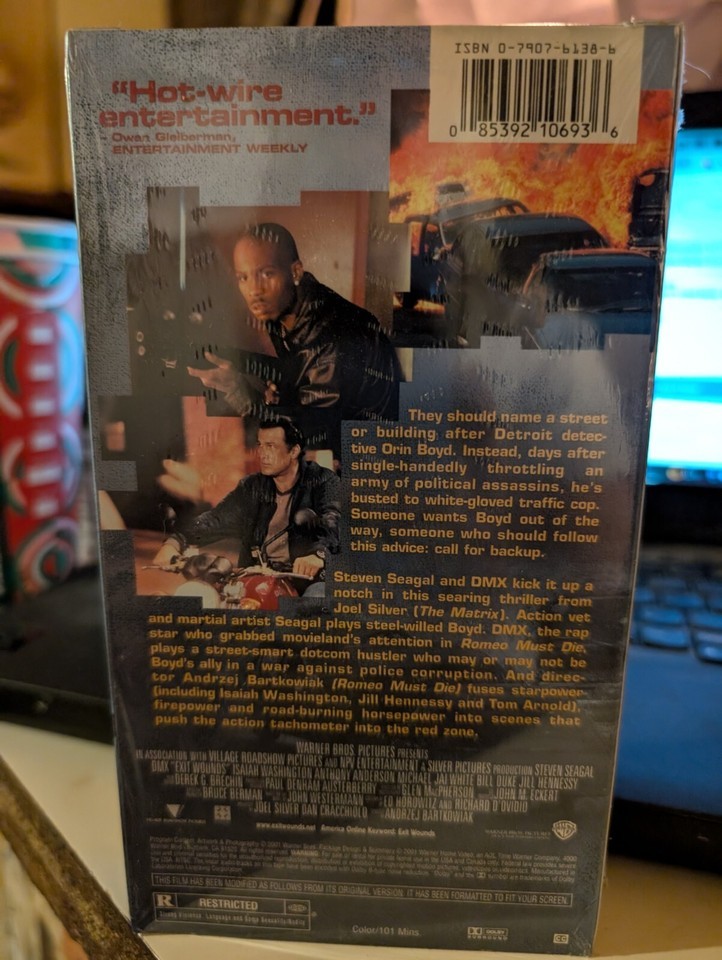 ISBN 0-7907-6138-6
0 85392 10693 6
"Hot-wire
entertainment."
- Owen Gleiberman,
ENTERTAINMENT WEEKLY
They should name a street
or building after Detroit detec-
tive Orin Boyd. Instead, days after
single-handedly throttling an
army of political assassins, he's
busted to white-gloved traffic cop.
Someone wants Boyd out of the
way, someone who should follow
this advice: call for backup.
Steven Seagal and DMX kick it up a
notch in this searing thriller from
Joel Silver (The Matrix). Action vet
and martial artist Seagal plays steel-willed Boyd. DMX, the rap
star who grabbed movieland's attention in Romeo Must Die,
plays a street-smart dotcom hustler who may or may not be
Boyd's ally in a war against police corruption. And direc-
tor Andrzej Bartkowiak (Romeo Must Die) fuses starpower
(including Isaiah Washington, Jill Hennessy and Tom Arnold),
firepower and road-burning horsepower into scenes that
push the action tachometer into the red zone.
WARNER BROS. PICTURES PRESENTS
IN ASSOCIATION WITH VILLAGE ROADSHOW PICTURES AND NPV ENTERTAINMENT A SILVER PICTURES PRODUCTION STEVEN SEAGAL
DMX "EXIT WOUNDS" ISAIAH WASHINGTON ANTHONY ANDERSON MICHAEL JAI WHITE BILL DUKE JILL HENNESSY
BRUCE BERMAN JOHN WESTERMANN ED HOROWITZ AND RICHARD D'OVIDIO
JOEL SILVER DAN CRACCHIOLO ANDRZEJ BARTKOWIAK
www.exitwounds.net America Online Keyword: Exit Wounds
THIS FILM HAS BEEN MODIFIED AS FOLLOWS FROM ITS ORIGINAL VERSION: IT HAS BEEN FORMATTED TO FIT YOUR SCREEN.
R RESTRICTED
Strong Violence, Language and Some Sexuality/Nudity
Color/101 Mins.
DOLBY
SURROUND